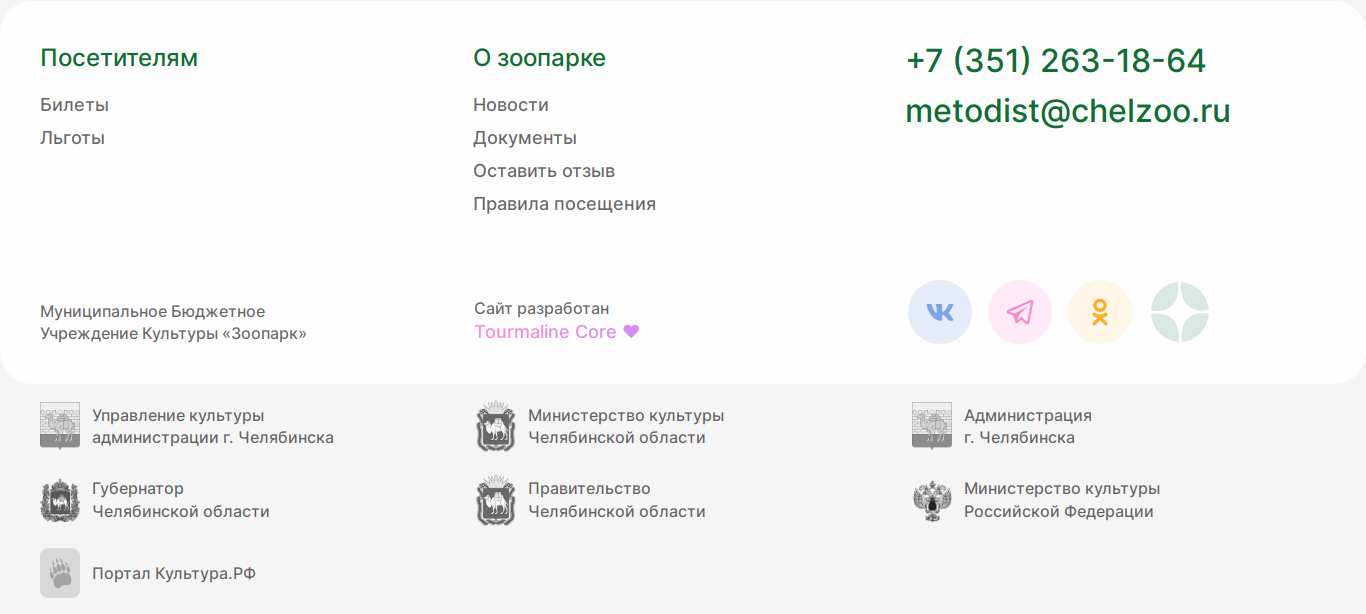 Посетителям
Билеты
Льготы
О зоопарке
Новости
Документы
Оставить отзыв
Правила посещения
+7 (351) 263-18-64
metodist@chelzoo.ru
Муниципальное Бюджетное
Учреждение Культуры «Зоопарк»
Сайт разработан
Tourmaline Core
Управление культуры
администрации г. Челябинска
Министерство культуры
Челябинской области
Администрация
г. Челябинска
Губернатор
Челябинской области
Правительство
Челябинской области
Министерство культуры
Российской Федерации
Портал Культура.РФ